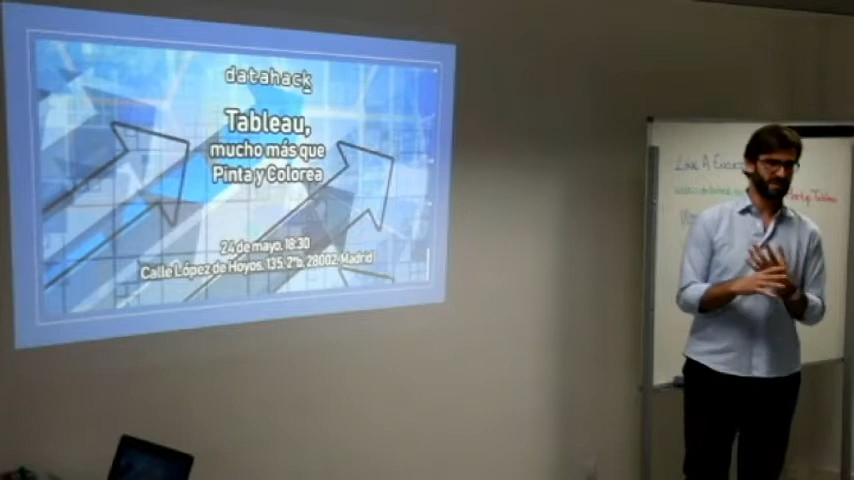 datahack
Tableau,
mucho más que
Pinta y Colorea
24 de mayo, 18:30
Calle López de Hoyos, 135, 2ºb, 28002-Madrid
Tableau